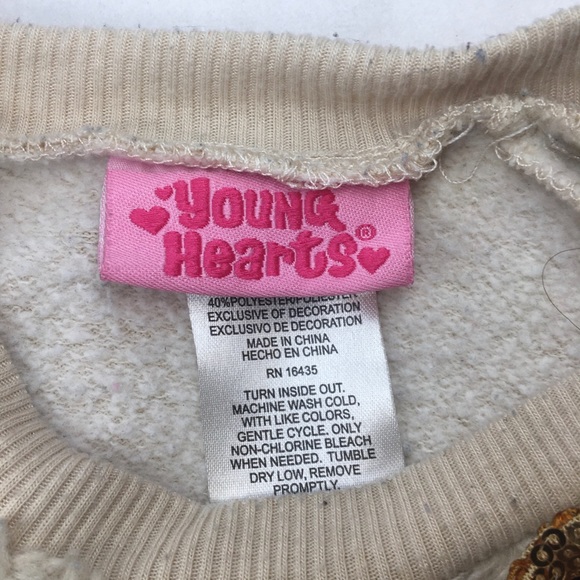 Young
Hearts®
40%POLYESTER/POLIESTER
EXCLUSIVE OF DECORATION
EXCLUSIVO DE DECORATION
MADE IN CHINA
HECHO EN CHINA
RN 16435
TURN INSIDE OUT.
MACHINE WASH COLD,
WITH LIKE COLORS,
GENTLE CYCLE. ONLY
NON-CHLORINE BLEACH
WHEN NEEDED. TUMBLE
DRY LOW, REMOVE
PROMPTLY.